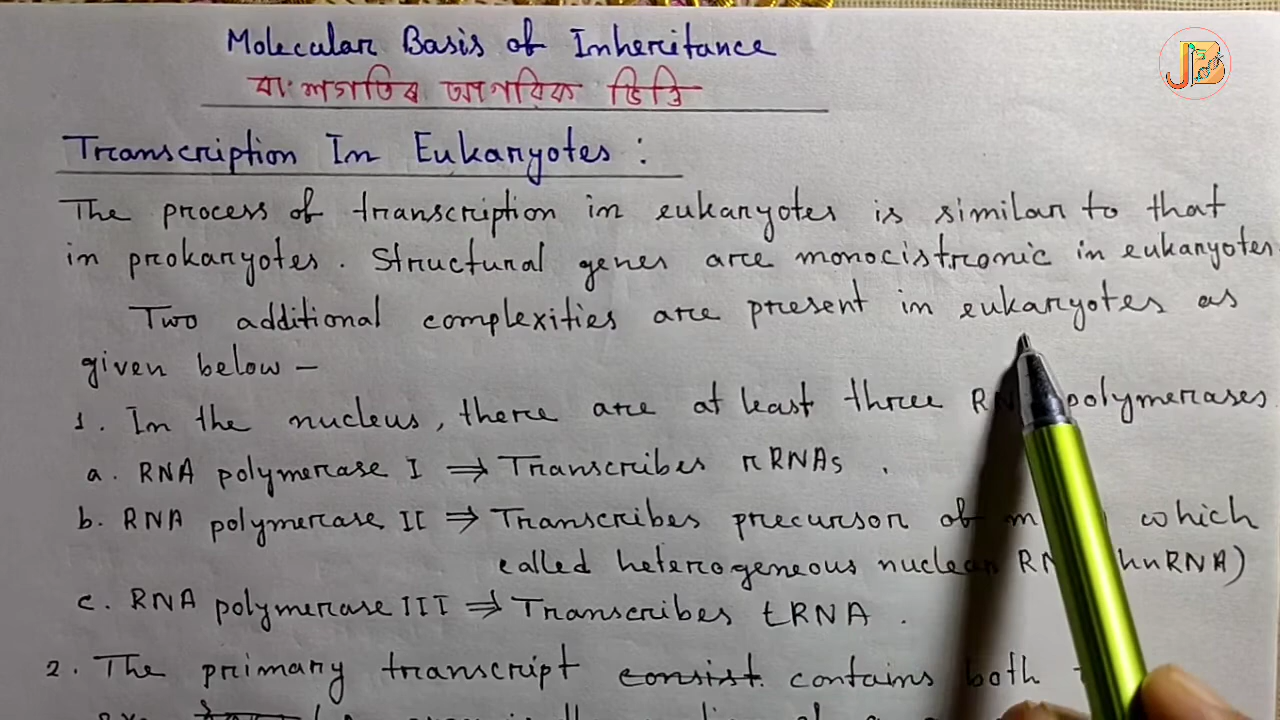 Molecular Basis of Inheritance
বংশগতির আণবিক ভিত্তি
Transcription In Eukaryotes :
The process of transcription in eukaryotes is similar to that
in prokaryotes. Structural genes are monocistronic in eukaryotes
Two additional complexities are present in eukaryotes as
given below -
1. In the nucleus, there are at least three polymerases.
a. RNA polymerase I ⇒ Transcribes rRNAs .
b. RNA polymerase II ⇒ Transcribes precursor of which
called heterogeneous nuclear hnRNA)
c. RNA polymerase III ⇒ Transcribes tRNA .
2. The primary transcript consist. contains both